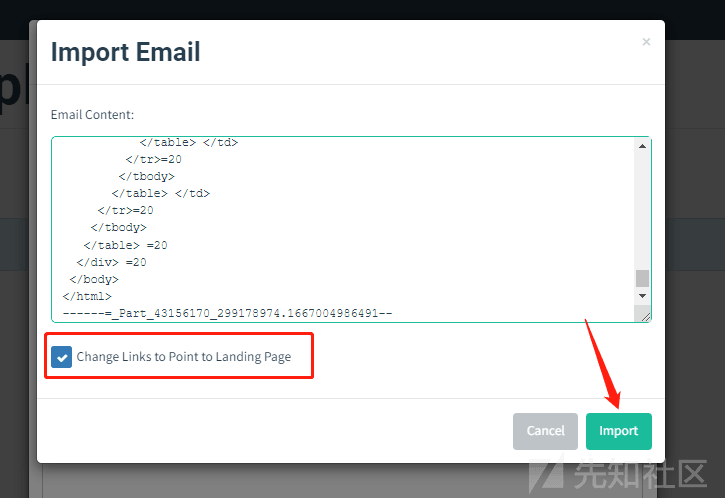 Import Email
×
Email Content:
</table> </td>
</tr>=20
</tbody>
</table> </td>
</tr>=20
</tbody>
</table> =20
</div> =20
</body>
</html>
------=_Part_43156170_299178974.1667004986491--
Change Links to Point to Landing Page
Cancel
Import
先知社区